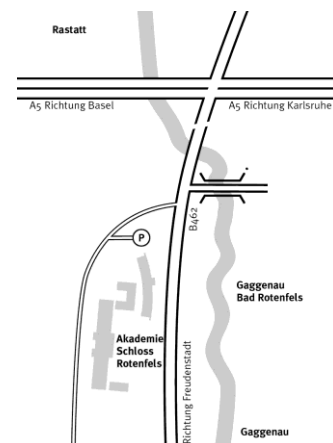 Rastatt
A5 Richtung Basel
A5 Richtung Karlsruhe
B462
P
Gaggenau
Bad Rotenfels
Akademie
Schloss
Rotenfels
Richtung Freudenstadt
Gaggenau